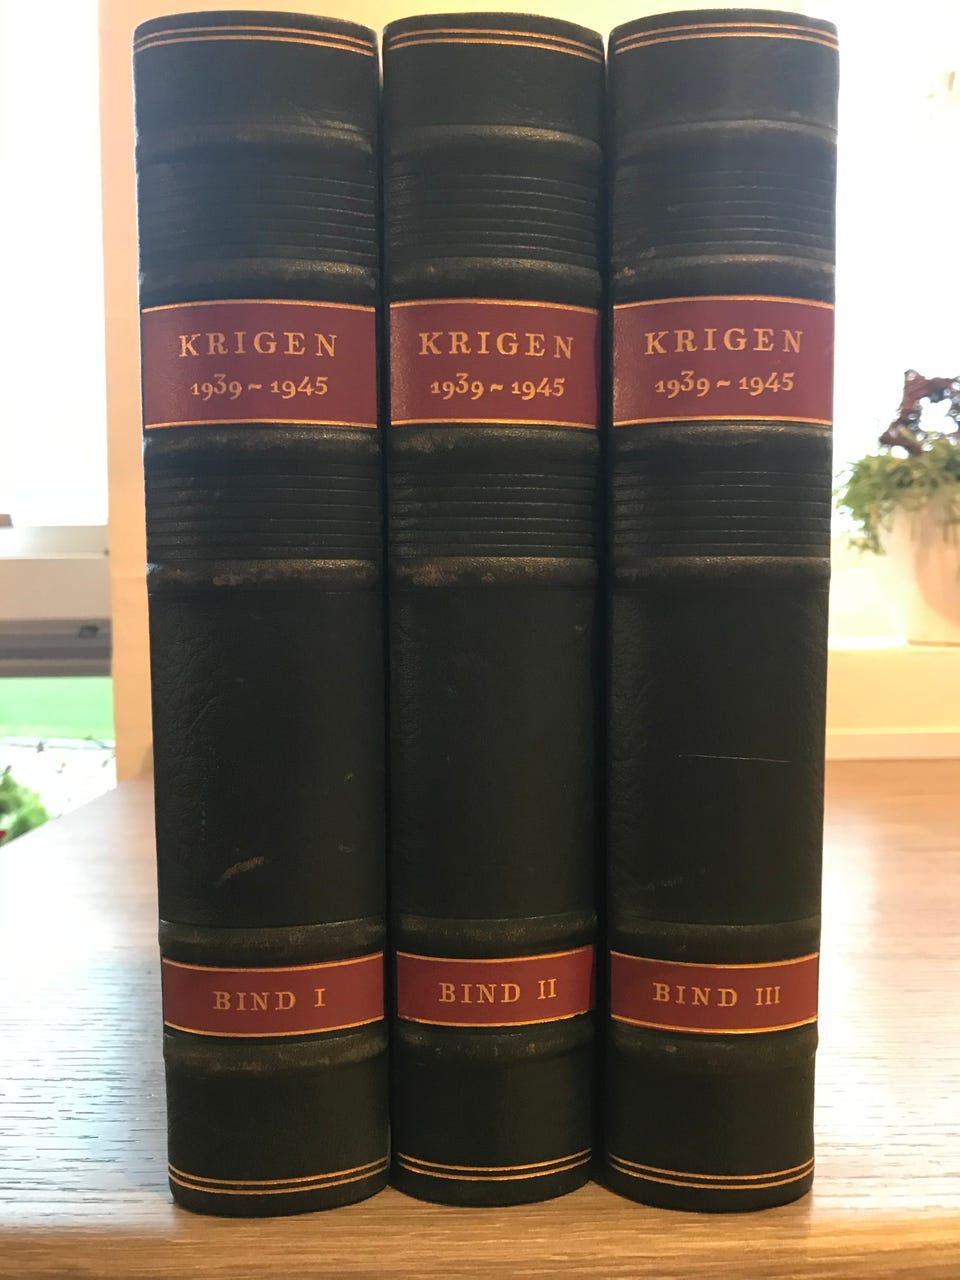 KRIGEN
1939 ~ 1945
BIND I
KRIGEN
1939 ~ 1945
BIND II
KRIGEN
1939 ~ 1945
BIND III